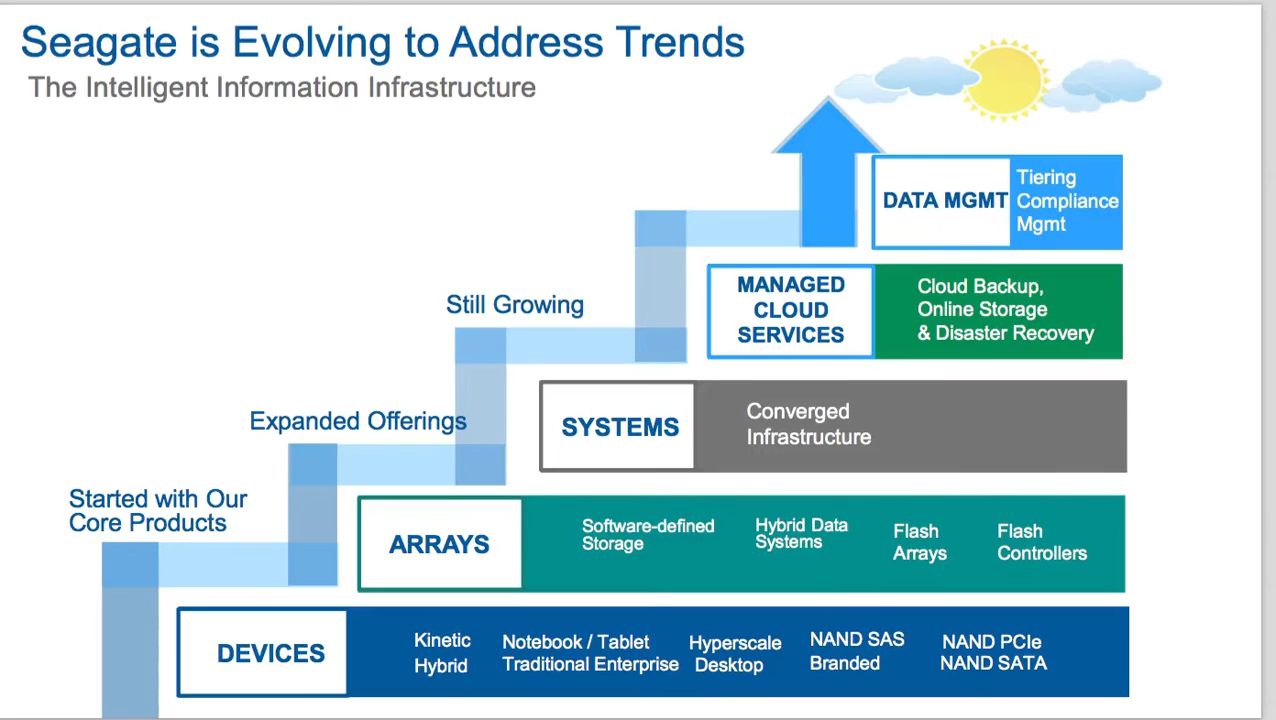 Seagate is Evolving to Address Trends
The Intelligent Information Infrastructure
DATA MGMT
Tiering
Compliance
Mgmt
Still Growing
MANAGED
CLOUD
SERVICES
Cloud Backup,
Online Storage
& Disaster Recovery
Expanded Offerings
SYSTEMS
Converged
Infrastructure
Started with Our
Core Products
ARRAYS
Software-defined
Storage
Hybrid Data
Systems
Flash
Arrays
Flash
Controllers
DEVICES
Kinetic
Hybrid
Notebook / Tablet
Traditional Enterprise
Hyperscale
Desktop
NAND SAS
Branded
NAND PCIe
NAND SATA